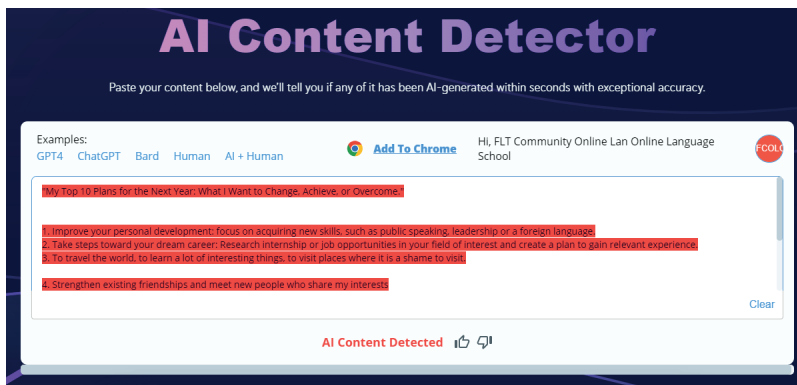 AI Content Detector
Paste your content below, and we'll tell you if any of it has been AI-generated within seconds with exceptional accuracy.
Examples:
GPT4 ChatGPT Bard Human AI + Human
Add To Chrome
Hi, FLT Community Online Lan Online Language
School
FCOLC
"My Top 10 Plans for the Next Year: What I Want to Change, Achieve, or Overcome."
1. Improve your personal development: focus on acquiring new skills, such as public speaking, leadership or a foreign language.
2. Take steps toward your dream career: Research internship or job opportunities in your field of interest and create a plan to gain relevant experience.
3. To travel the world, to learn a lot of interesting things, to visit places where it is a shame to visit.
4. Strengthen existing friendships and meet new people who share my interests
Clear
AI Content Detected